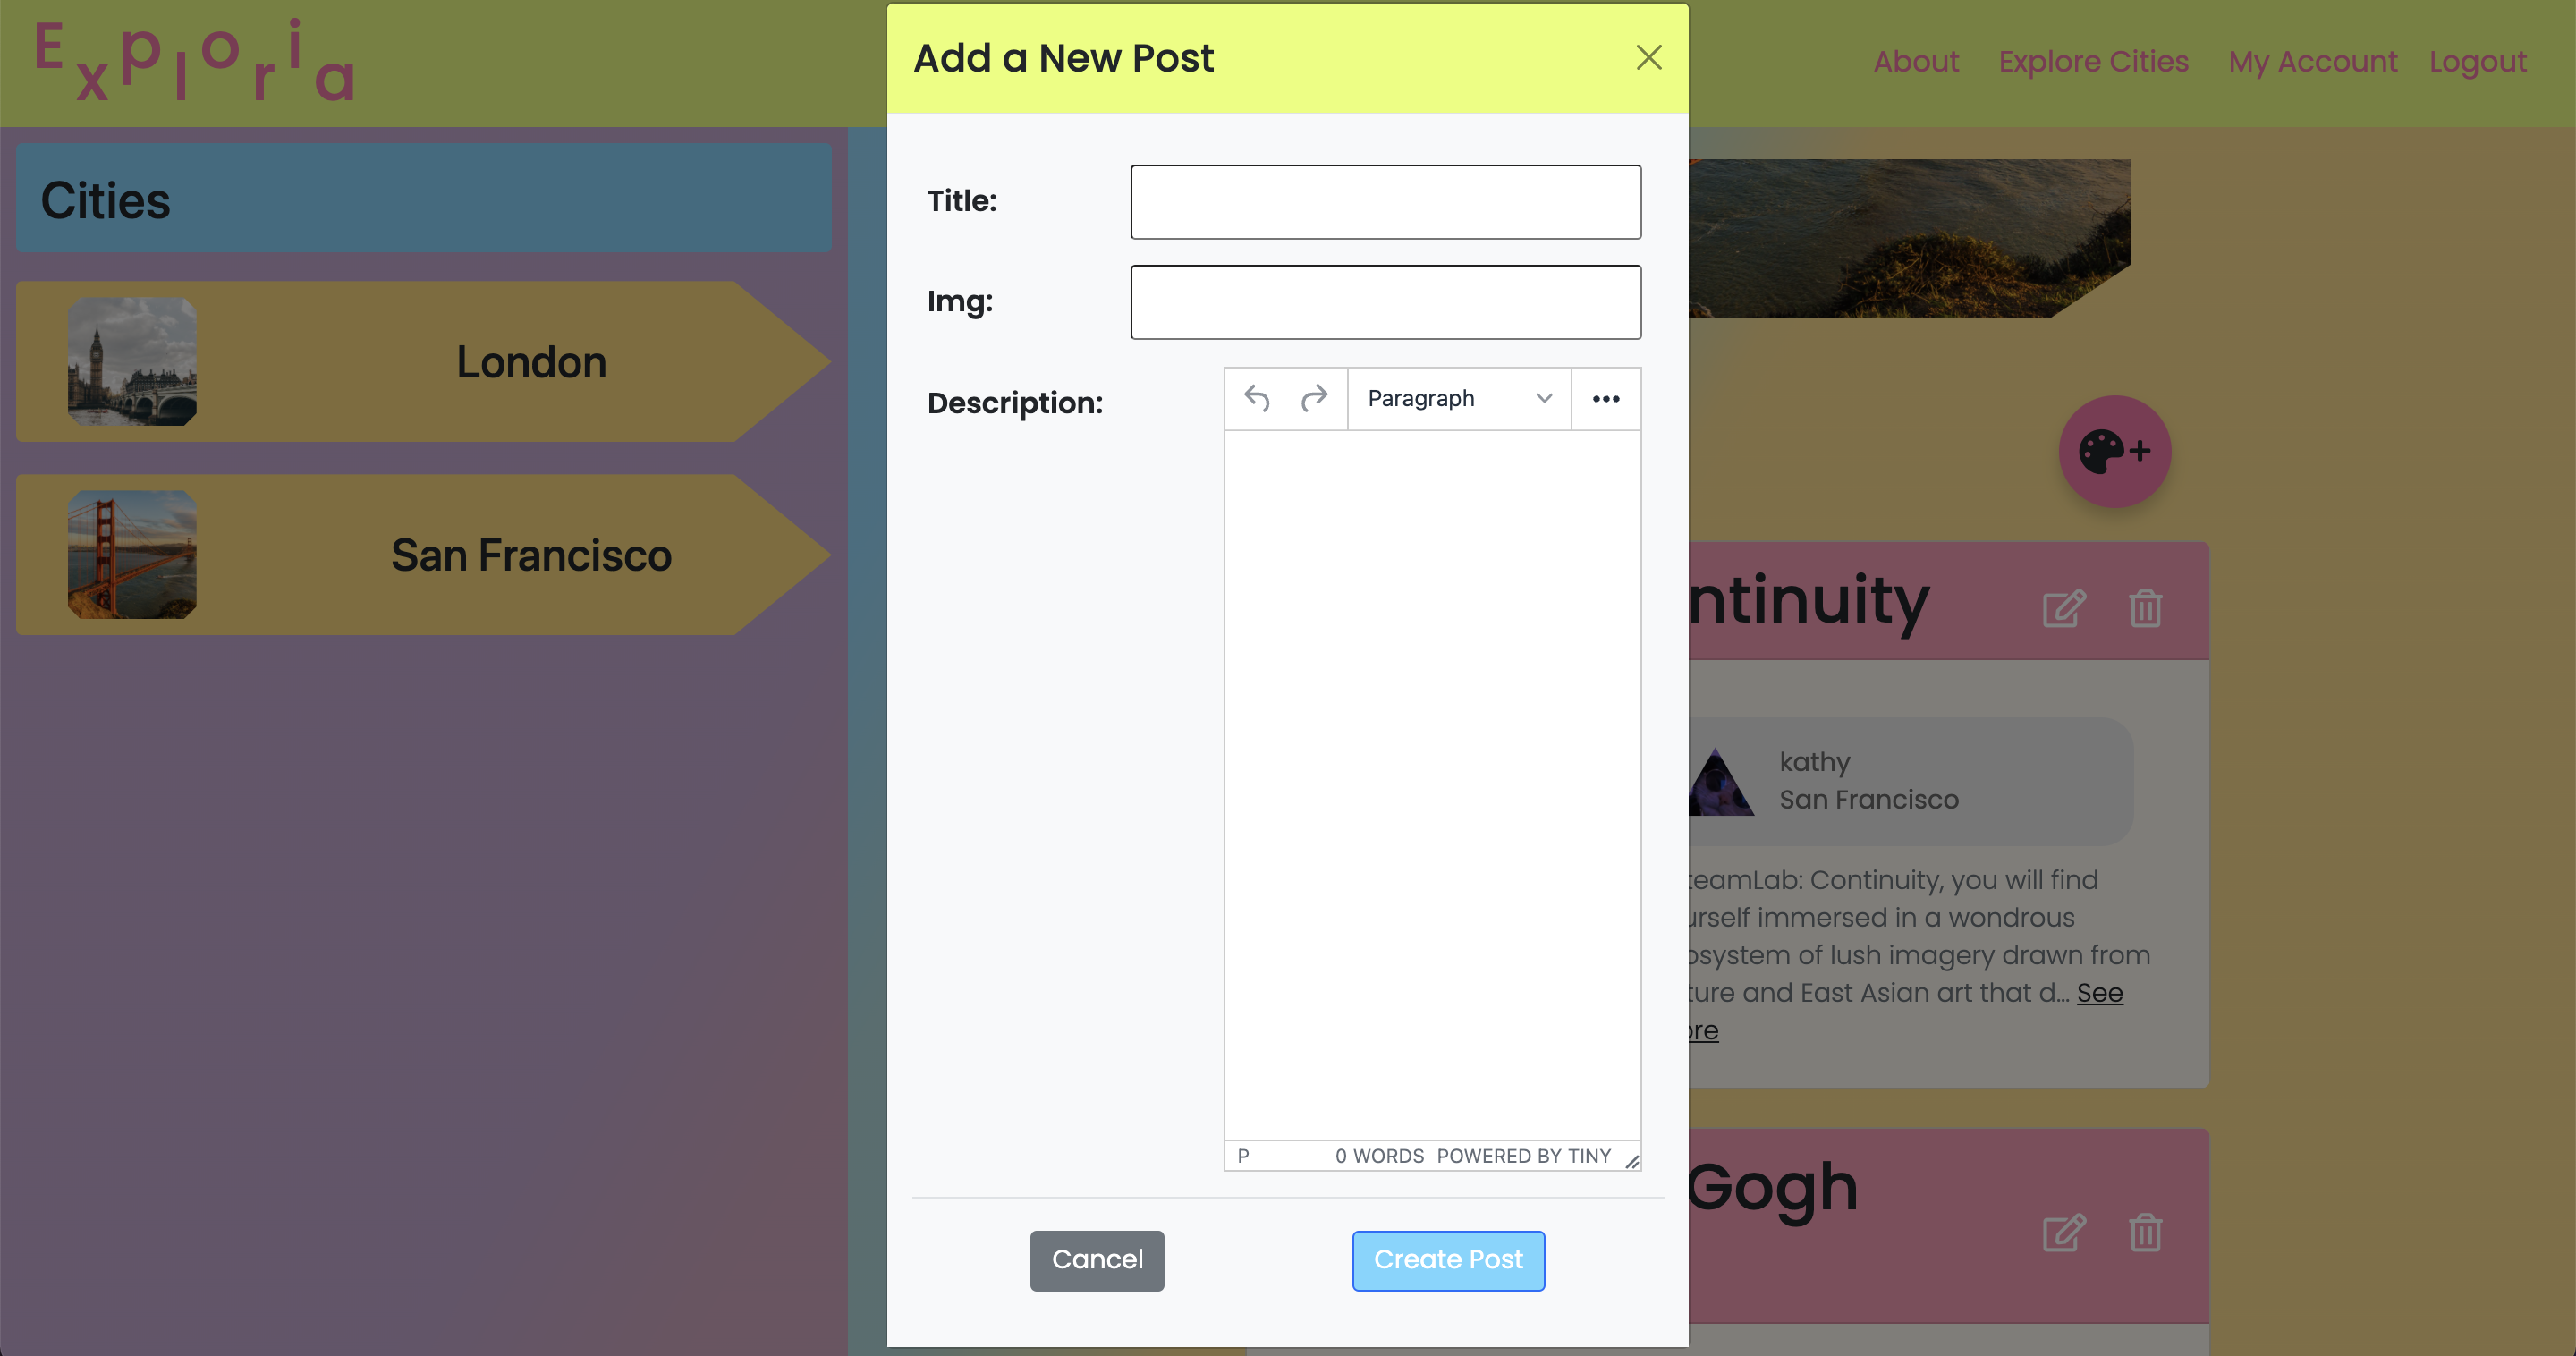 Exploria
About Explore Cities My Account Logout
Cities
London
San Francisco
Add a New Post
Title:
Img:
Description:
Paragraph
P 0 WORDS POWERED BY TINY
Cancel Create Post
ntinuity
kathy
San Francisco
teamLab: Continuity, you will find
urself immersed in a wondrous
osystem of lush imagery drawn from
ture and East Asian art that d... See
ore
Gogh